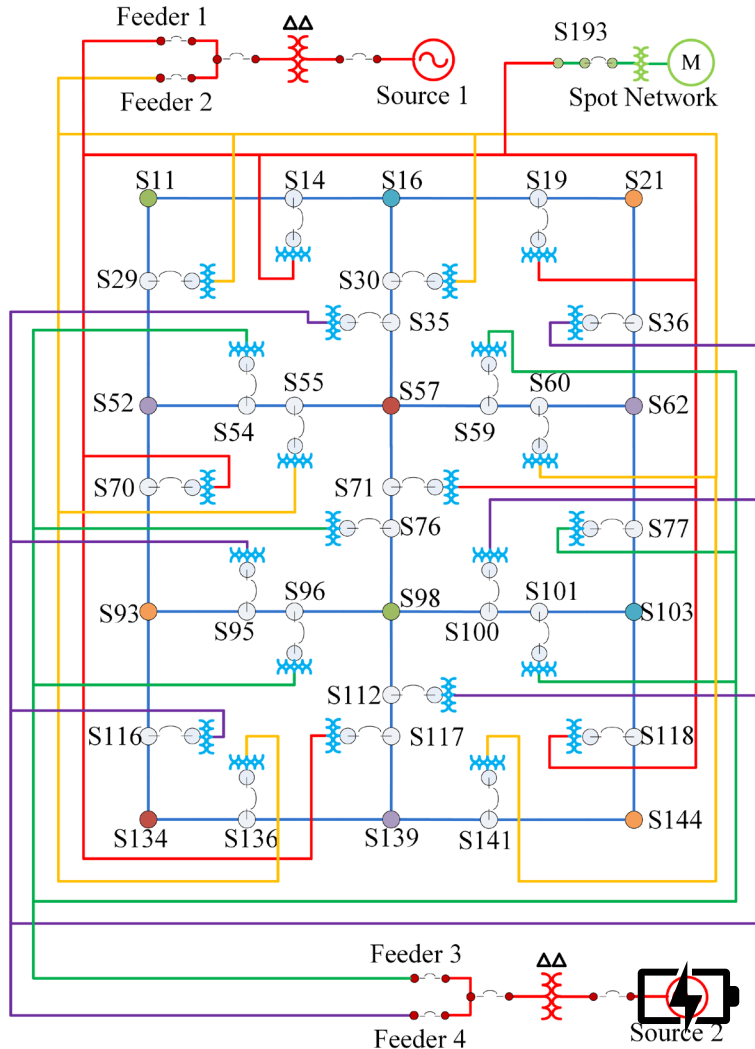 Feeder 1
S193
ΔΔ
M
Feeder 2
Source 1
Spot Network
S11
S14
S16
S19
S21
S29
S30
S35
S36
S55
S60
S52
S57
S62
S54
S59
S70
S71
S76
S77
S96
S101
S93
S98
S103
S95
S100
S112
S116
S117
S118
S134
S136
S139
S141
S144
Feeder 3
ΔΔ
Feeder 4
Source 2